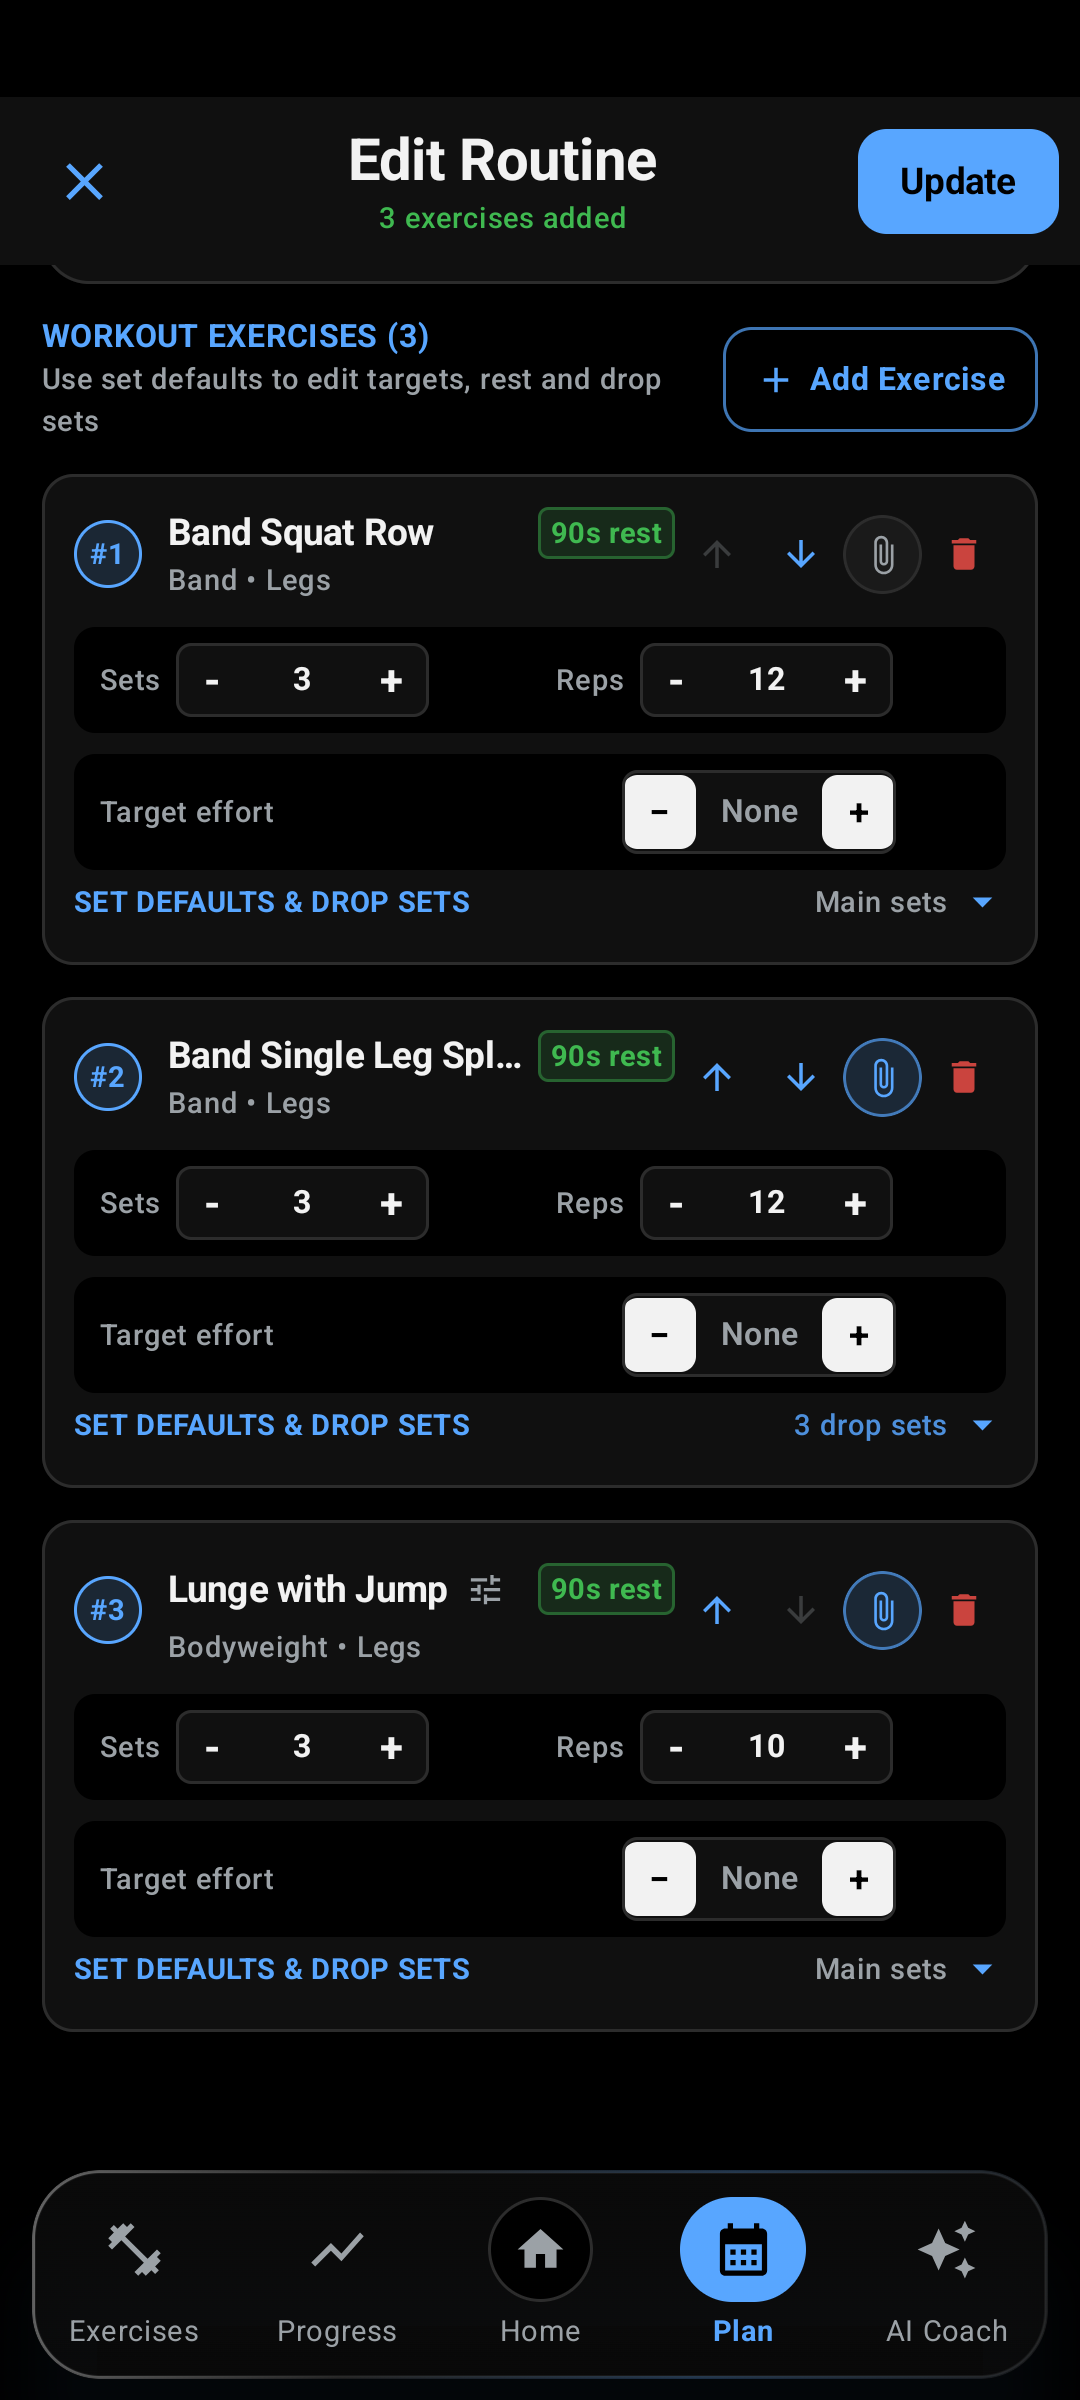 Edit Routine
3 exercises added
Update
WORKOUT EXERCISES (3)
Use set defaults to edit targets, rest and drop
sets
+ Add Exercise
#1
Band Squat Row
90s rest
Band • Legs
Sets - 3 + Reps - 12 +
Target effort − None +
SET DEFAULTS & DROP SETS Main sets
#2
Band Single Leg Spl...
90s rest
Band • Legs
Sets - 3 + Reps - 12 +
Target effort − None +
SET DEFAULTS & DROP SETS 3 drop sets
#3
Lunge with Jump
90s rest
Bodyweight • Legs
Sets - 3 + Reps - 10 +
Target effort − None +
SET DEFAULTS & DROP SETS Main sets
Exercises Progress Home Plan AI Coach